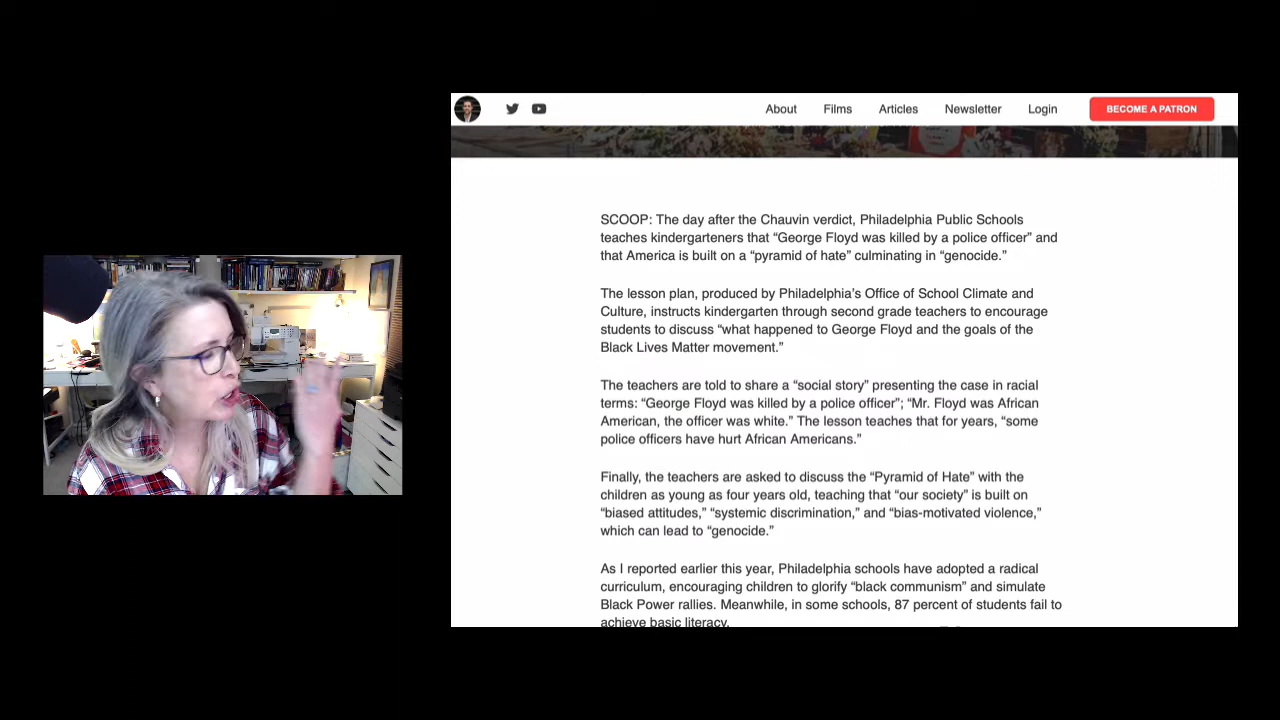 About Films Articles Newsletter Login BECOME A PATRON
SCOOP: The day after the Chauvin verdict, Philadelphia Public Schools
teaches kindergarteners that “George Floyd was killed by a police officer” and
that America is built on a “pyramid of hate” culminating in “genocide.”
The lesson plan, produced by Philadelphia’s Office of School Climate and
Culture, instructs kindergarten through second grade teachers to encourage
students to discuss “what happened to George Floyd and the goals of the
Black Lives Matter movement.”
The teachers are told to share a “social story” presenting the case in racial
terms: “George Floyd was killed by a police officer”; “Mr. Floyd was African
American, the officer was white.” The lesson teaches that for years, “some
police officers have hurt African Americans.”
Finally, the teachers are asked to discuss the “Pyramid of Hate” with the
children as young as four years old, teaching that “our society” is built on
“biased attitudes,” “systemic discrimination,” and “bias-motivated violence,”
which can lead to “genocide.”
As I reported earlier this year, Philadelphia schools have adopted a radical
curriculum, encouraging children to glorify “black communism” and simulate
Black Power rallies. Meanwhile, in some schools, 87 percent of students fail to
achieve basic literacy.